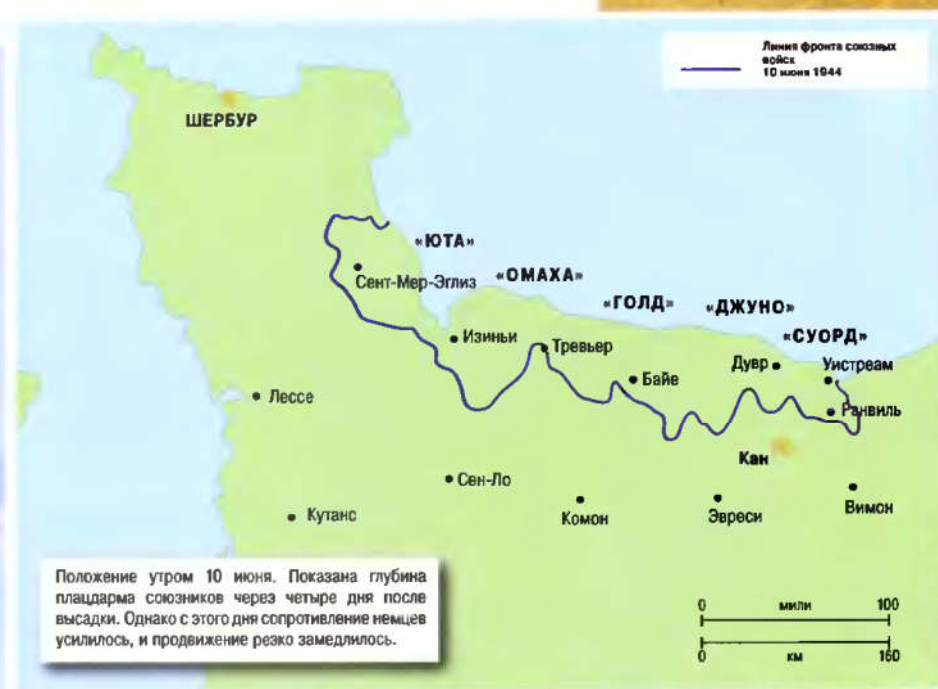 Линия фронта союзных
войск
10 июня 1944
ШЕРБУР
«ЮТА»
Сент-Мер-Эглиз
«ОМАХА»
«ГОЛД»
«ДЖУНО»
«СУОРД»
Изиньи
Тревьер
Байе
Дувр
Уистреам
Ранвиль
Лессе
Кан
Сен-Ло
Кутанс
Комон
Эвреси
Вимон
Положение утром 10 июня. Показана глубина
плацдарма союзников через четыре дня после
высадки. Однако с этого дня сопротивление немцев
усилилось, и продвижение резко замедлилось.
0 мили 100
0 км 160